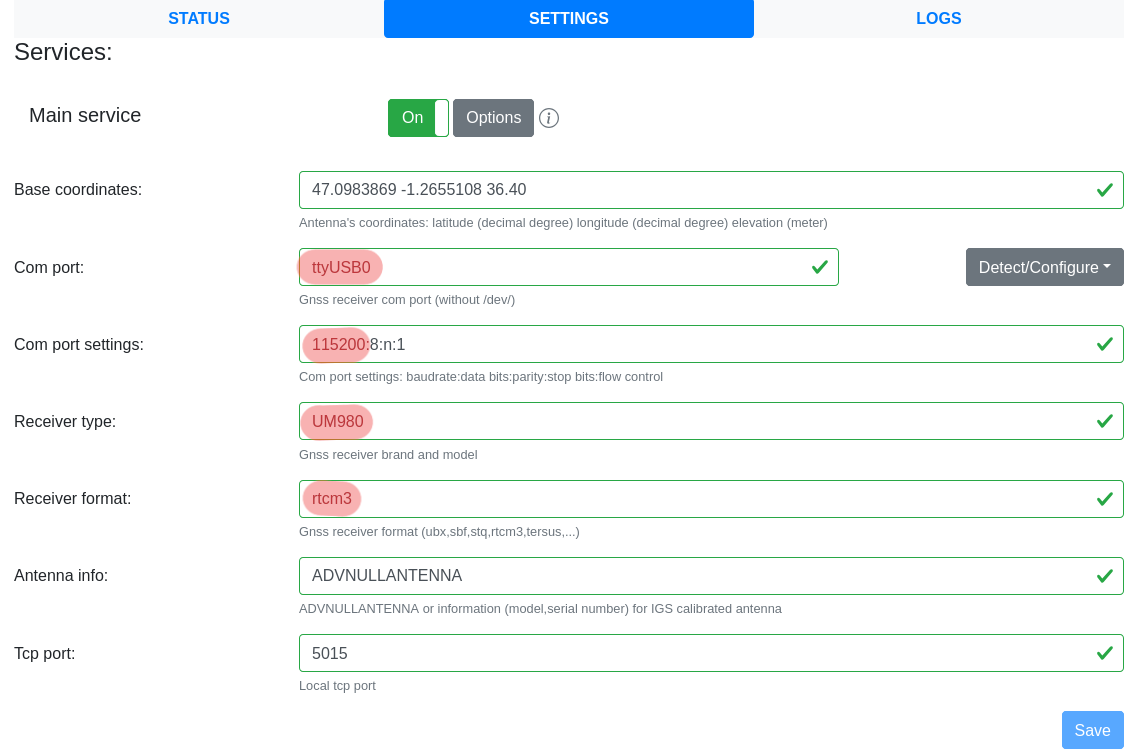 STATUS SETTINGS LOGS
Services:
Main service On Options i
Base coordinates: 47.0983869 -1.2655108 36.40
Antenna's coordinates: latitude (decimal degree) longitude (decimal degree) elevation (meter)
Com port: ttyUSB0 Detect/Configure
Gnss receiver com port (without /dev/)
Com port settings: 115200:8:n:1
Com port settings: baudrate:data bits:parity:stop bits:flow control
Receiver type: UM980
Gnss receiver brand and model
Receiver format: rtcm3
Gnss receiver format (ubx,sbf,stq,rtcm3,tersus,...)
Antenna info: ADVNULLANTENNA
ADVNULLANTENNA or information (model,serial number) for IGS calibrated antenna
Tcp port: 5015
Local tcp port
Save